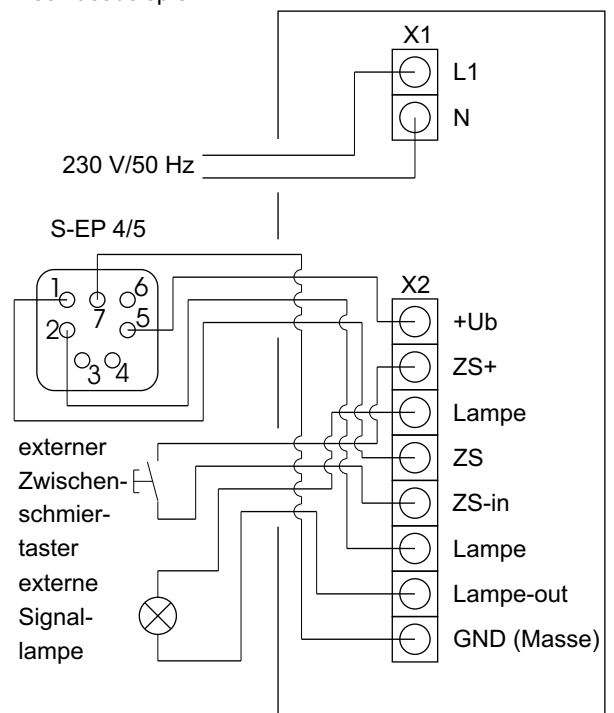 X1
L1
N
230 V/50 Hz
S-EP 4/5
1
7
6
2
5
3
4
X2
+Ub
ZS+
Lampe
ZS
ZS-in
Lampe
Lampe-out
GND (Masse)
externer
Zwischen-
schmier-
taster
externe
Signal-
lampe